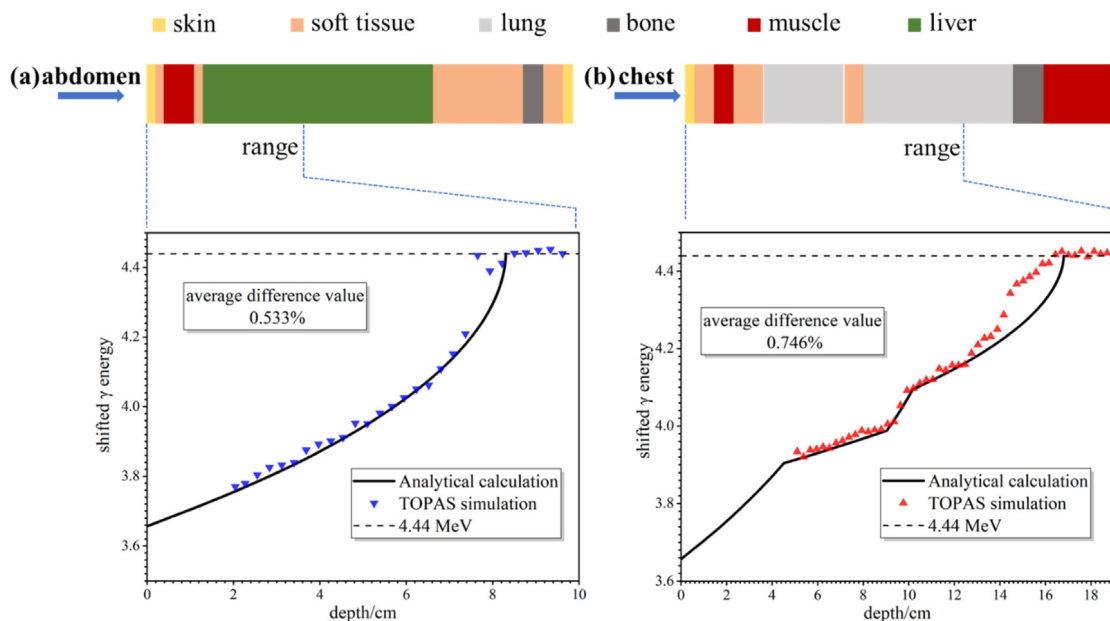 skin soft tissue lung bone muscle liver
(a) abdomen
(b) chest
range
range
4.4
4.2
4.0
3.8
3.6
shifted γ energy
average difference value
0.533%
Analytical calculation
TOPAS simulation
4.44 MeV
0 2 4 6 8 10
depth/cm
4.4
4.2
4.0
3.8
3.6
shifted γ energy
average difference value
0.746%
Analytical calculation
TOPAS simulation
4.44 MeV
0 2 4 6 8 10 12 14 16 18
depth/cm